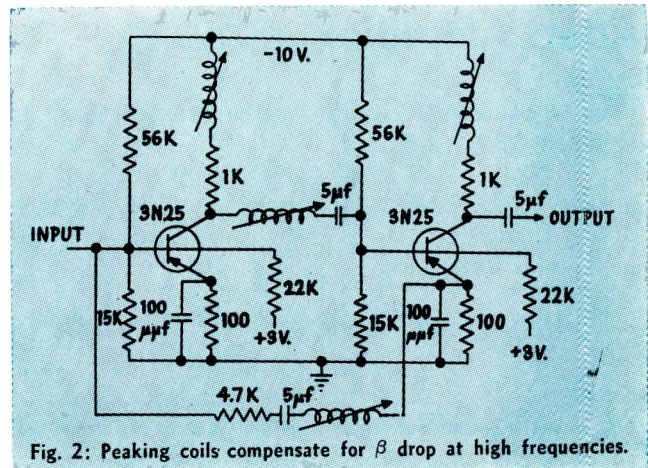 -10 V.
56K
1K
5µf
3N25
INPUT
15K
100 µµf
100
22K
+3V.
56K
1K
5µf
3N25
OUTPUT
15K
100 µµf
100
22K
+3V.
4.7K
5µf
Fig. 2: Peaking coils compensate for β drop at high frequencies.